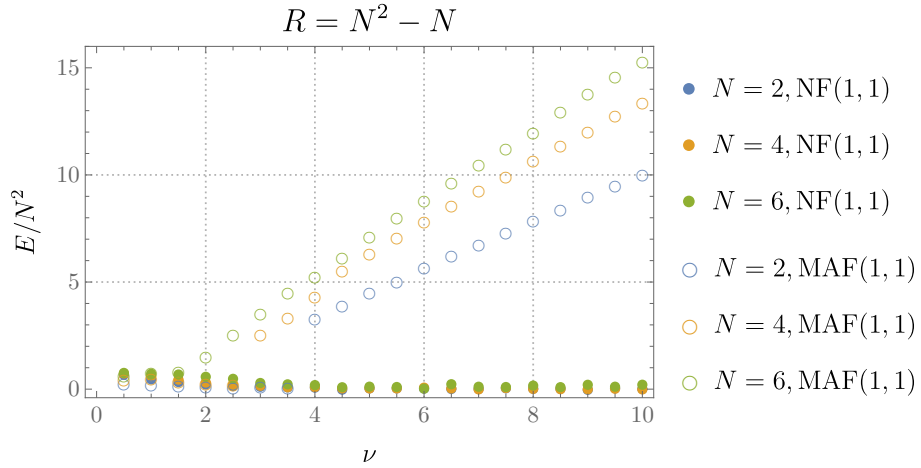 R = N² − N
15
10
5
0
E/N²
0 2 4 6 8 10
ν
N = 2, NF(1, 1)
N = 4, NF(1, 1)
N = 6, NF(1, 1)
N = 2, MAF(1, 1)
N = 4, MAF(1, 1)
N = 6, MAF(1, 1)